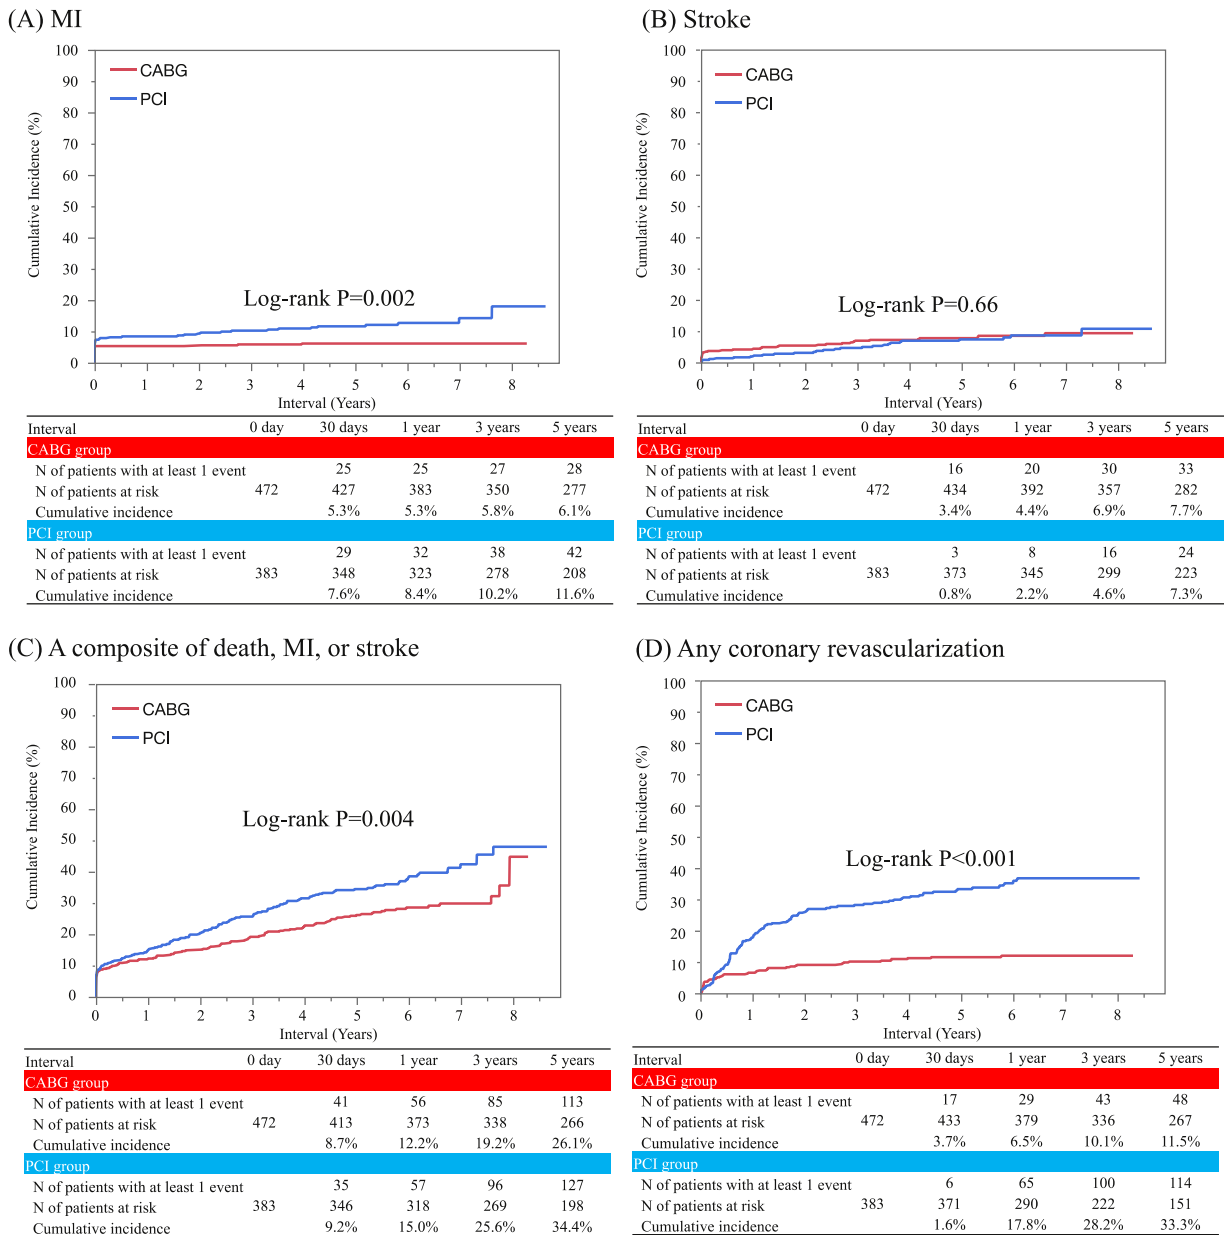 (A) MI
100
90
80
70
60
50
40
30
20
10
0
Cumulative Incidence (%)
CABG
PCI
Log-rank P=0.002
0 1 2 3 4 5 6 7 8
Interval (Years)
Interval 0 day 30 days 1 year 3 years 5 years
CABG group
N of patients with at least 1 event 25 25 27 28
N of patients at risk 472 427 383 350 277
Cumulative incidence 5.3% 5.3% 5.8% 6.1%
PCI group
N of patients with at least 1 event 29 32 38 42
N of patients at risk 383 348 323 278 208
Cumulative incidence 7.6% 8.4% 10.2% 11.6%
(B) Stroke
100
90
80
70
60
50
40
30
20
10
0
Cumulative Incidence (%)
CABG
PCI
Log-rank P=0.66
0 1 2 3 4 5 6 7 8
Interval (Years)
Interval 0 day 30 days 1 year 3 years 5 years
CABG group
N of patients with at least 1 event 16 20 30 33
N of patients at risk 472 434 392 357 282
Cumulative incidence 3.4% 4.4% 6.9% 7.7%
PCI group
N of patients with at least 1 event 3 8 16 24
N of patients at risk 383 373 345 299 223
Cumulative incidence 0.8% 2.2% 4.6% 7.3%
(C) A composite of death, MI, or stroke
100
90
80
70
60
50
40
30
20
10
0
Cumulative Incidence (%)
CABG
PCI
Log-rank P=0.004
0 1 2 3 4 5 6 7 8
Interval (Years)
Interval 0 day 30 days 1 year 3 years 5 years
CABG group
N of patients with at least 1 event 41 56 85 113
N of patients at risk 472 413 373 338 266
Cumulative incidence 8.7% 12.2% 19.2% 26.1%
PCI group
N of patients with at least 1 event 35 57 96 127
N of patients at risk 383 346 318 269 198
Cumulative incidence 9.2% 15.0% 25.6% 34.4%
(D) Any coronary revascularization
100
90
80
70
60
50
40
30
20
10
0
Cumulative Incidence (%)
CABG
PCI
Log-rank P<0.001
0 1 2 3 4 5 6 7 8
Interval (Years)
Interval 0 day 30 days 1 year 3 years 5 years
CABG group
N of patients with at least 1 event 17 29 43 48
N of patients at risk 472 433 379 336 267
Cumulative incidence 3.7% 6.5% 10.1% 11.5%
PCI group
N of patients with at least 1 event 6 65 100 114
N of patients at risk 383 371 290 222 151
Cumulative incidence 1.6% 17.8% 28.2% 33.3%